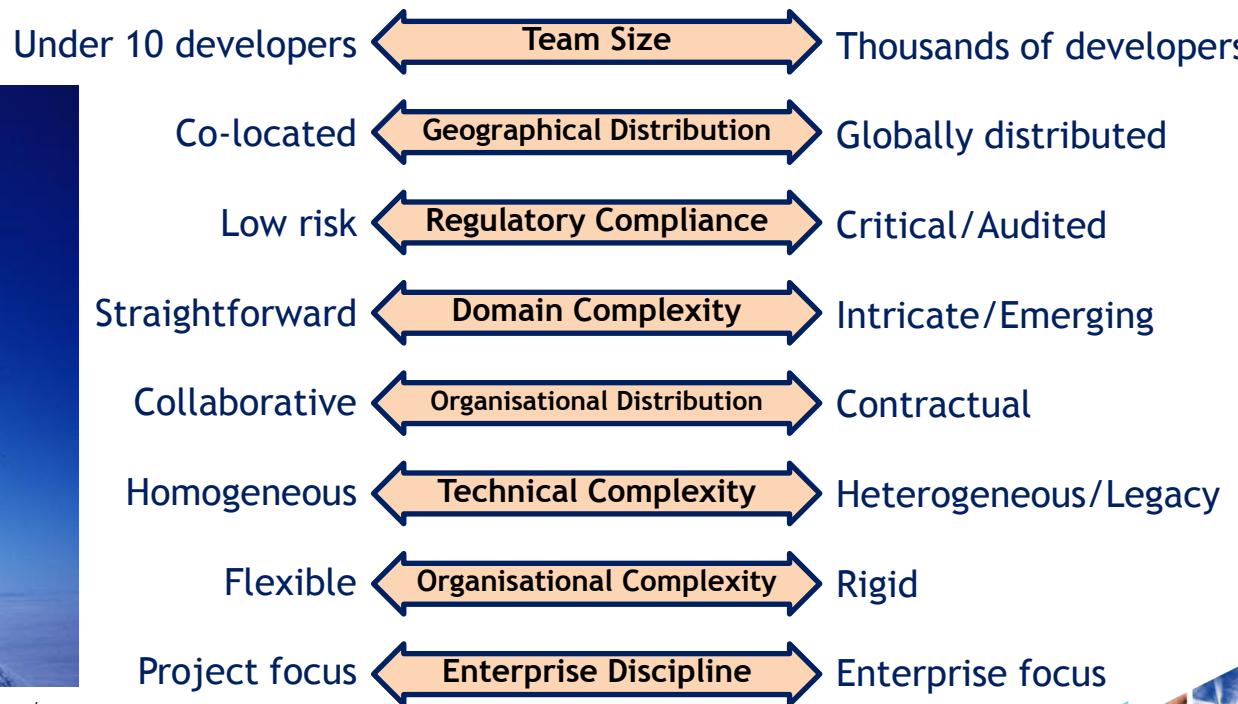 Under 10 developers Team Size Thousands of developers
Co-located Geographical Distribution Globally distributed
Low risk Regulatory Compliance Critical/Audited
Straightforward Domain Complexity Intricate/Emerging
Collaborative Organisational Distribution Contractual
Homogeneous Technical Complexity Heterogeneous/Legacy
Flexible Organisational Complexity Rigid
Project focus Enterprise Discipline Enterprise focus